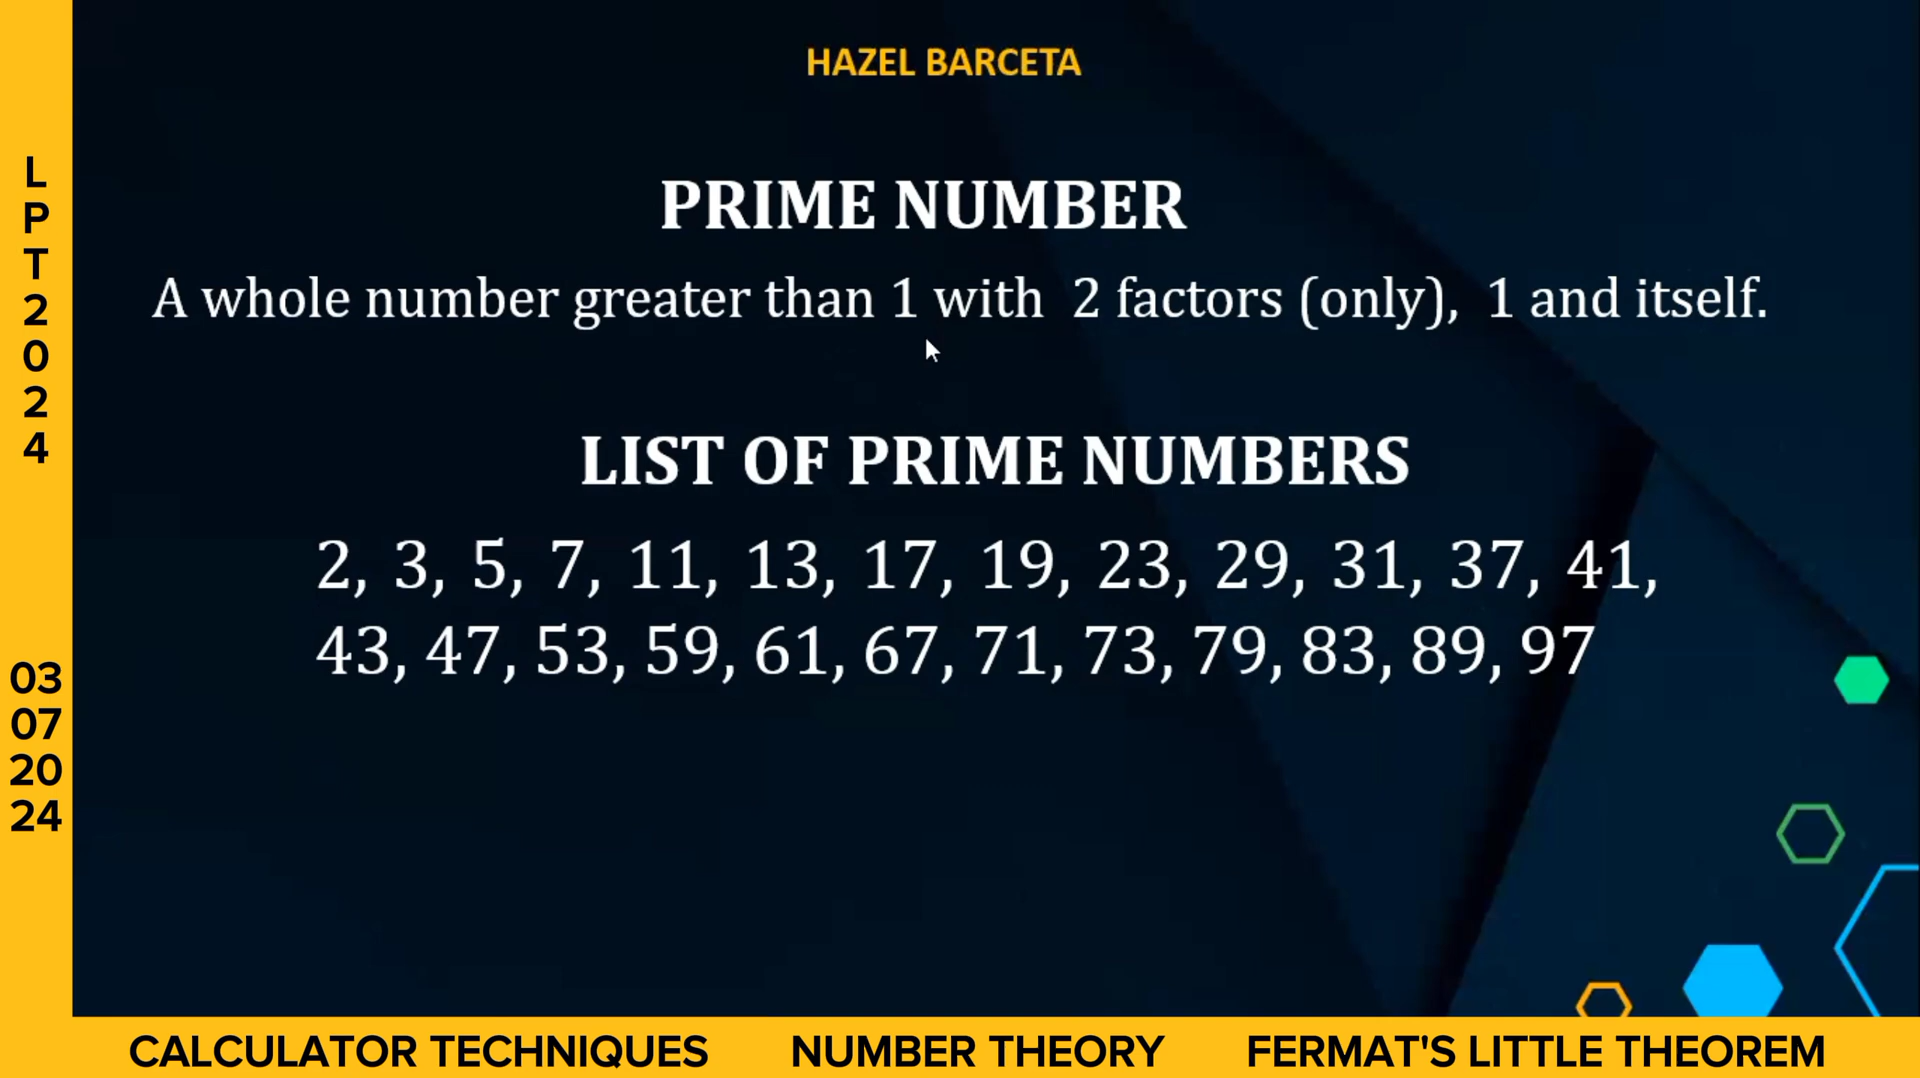 HAZEL BARCETA
PRIME NUMBER
A whole number greater than 1 with 2 factors (only), 1 and itself.
LIST OF PRIME NUMBERS
2, 3, 5, 7, 11, 13, 17, 19, 23, 29, 31, 37, 41,
43, 47, 53, 59, 61, 67, 71, 73, 79, 83, 89, 97
L
P
T
2
0
2
4
03
07
20
24
CALCULATOR TECHNIQUES NUMBER THEORY FERMAT'S LITTLE THEOREM